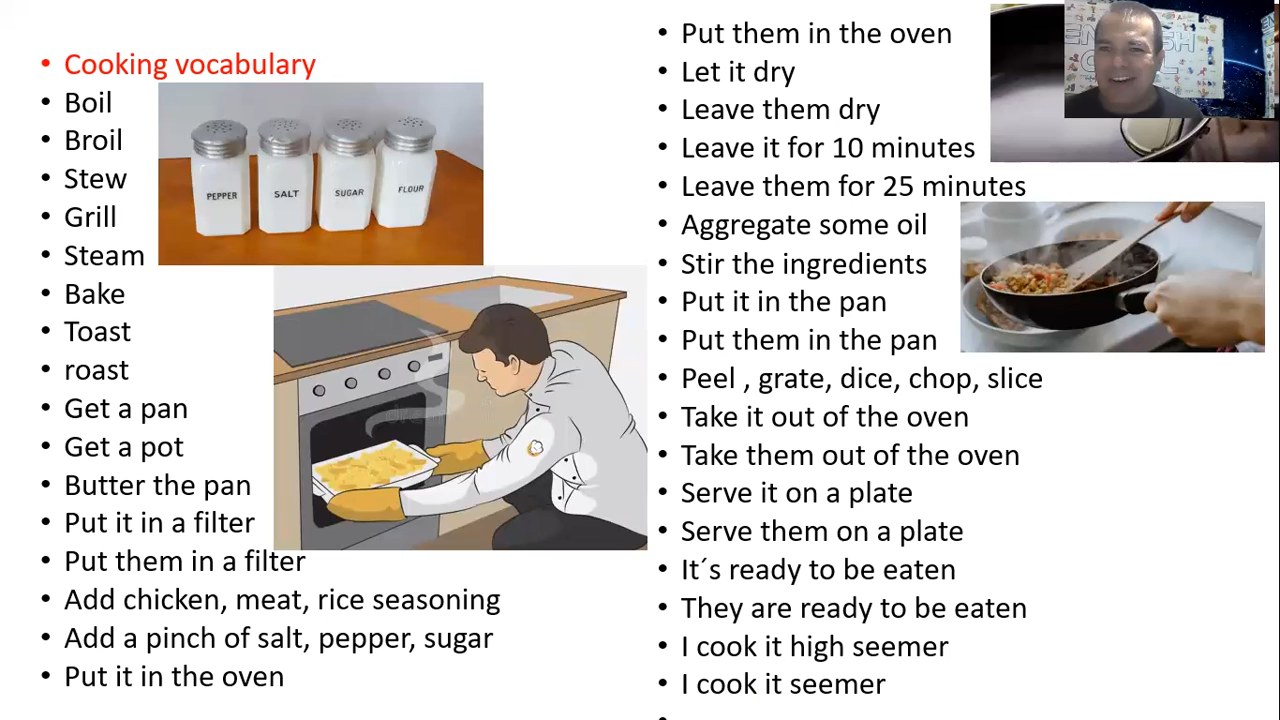 Cooking vocabulary
Boil
Broil
Stew
Grill
Steam
Bake
Toast
roast
Get a pan
Get a pot
Butter the pan
Put it in a filter
Put them in a filter
Add chicken, meat, rice seasoning
Add a pinch of salt, pepper, sugar
Put it in the oven
PEPPER
SALT
SUGAR
FLOUR
Put them in the oven
Let it dry
Leave them dry
Leave it for 10 minutes
Leave them for 25 minutes
Aggregate some oil
Stir the ingredients
Put it in the pan
Put them in the pan
Peel , grate, dice, chop, slice
Take it out of the oven
Take them out of the oven
Serve it on a plate
Serve them on a plate
It´s ready to be eaten
They are ready to be eaten
I cook it high seemer
I cook it seemer